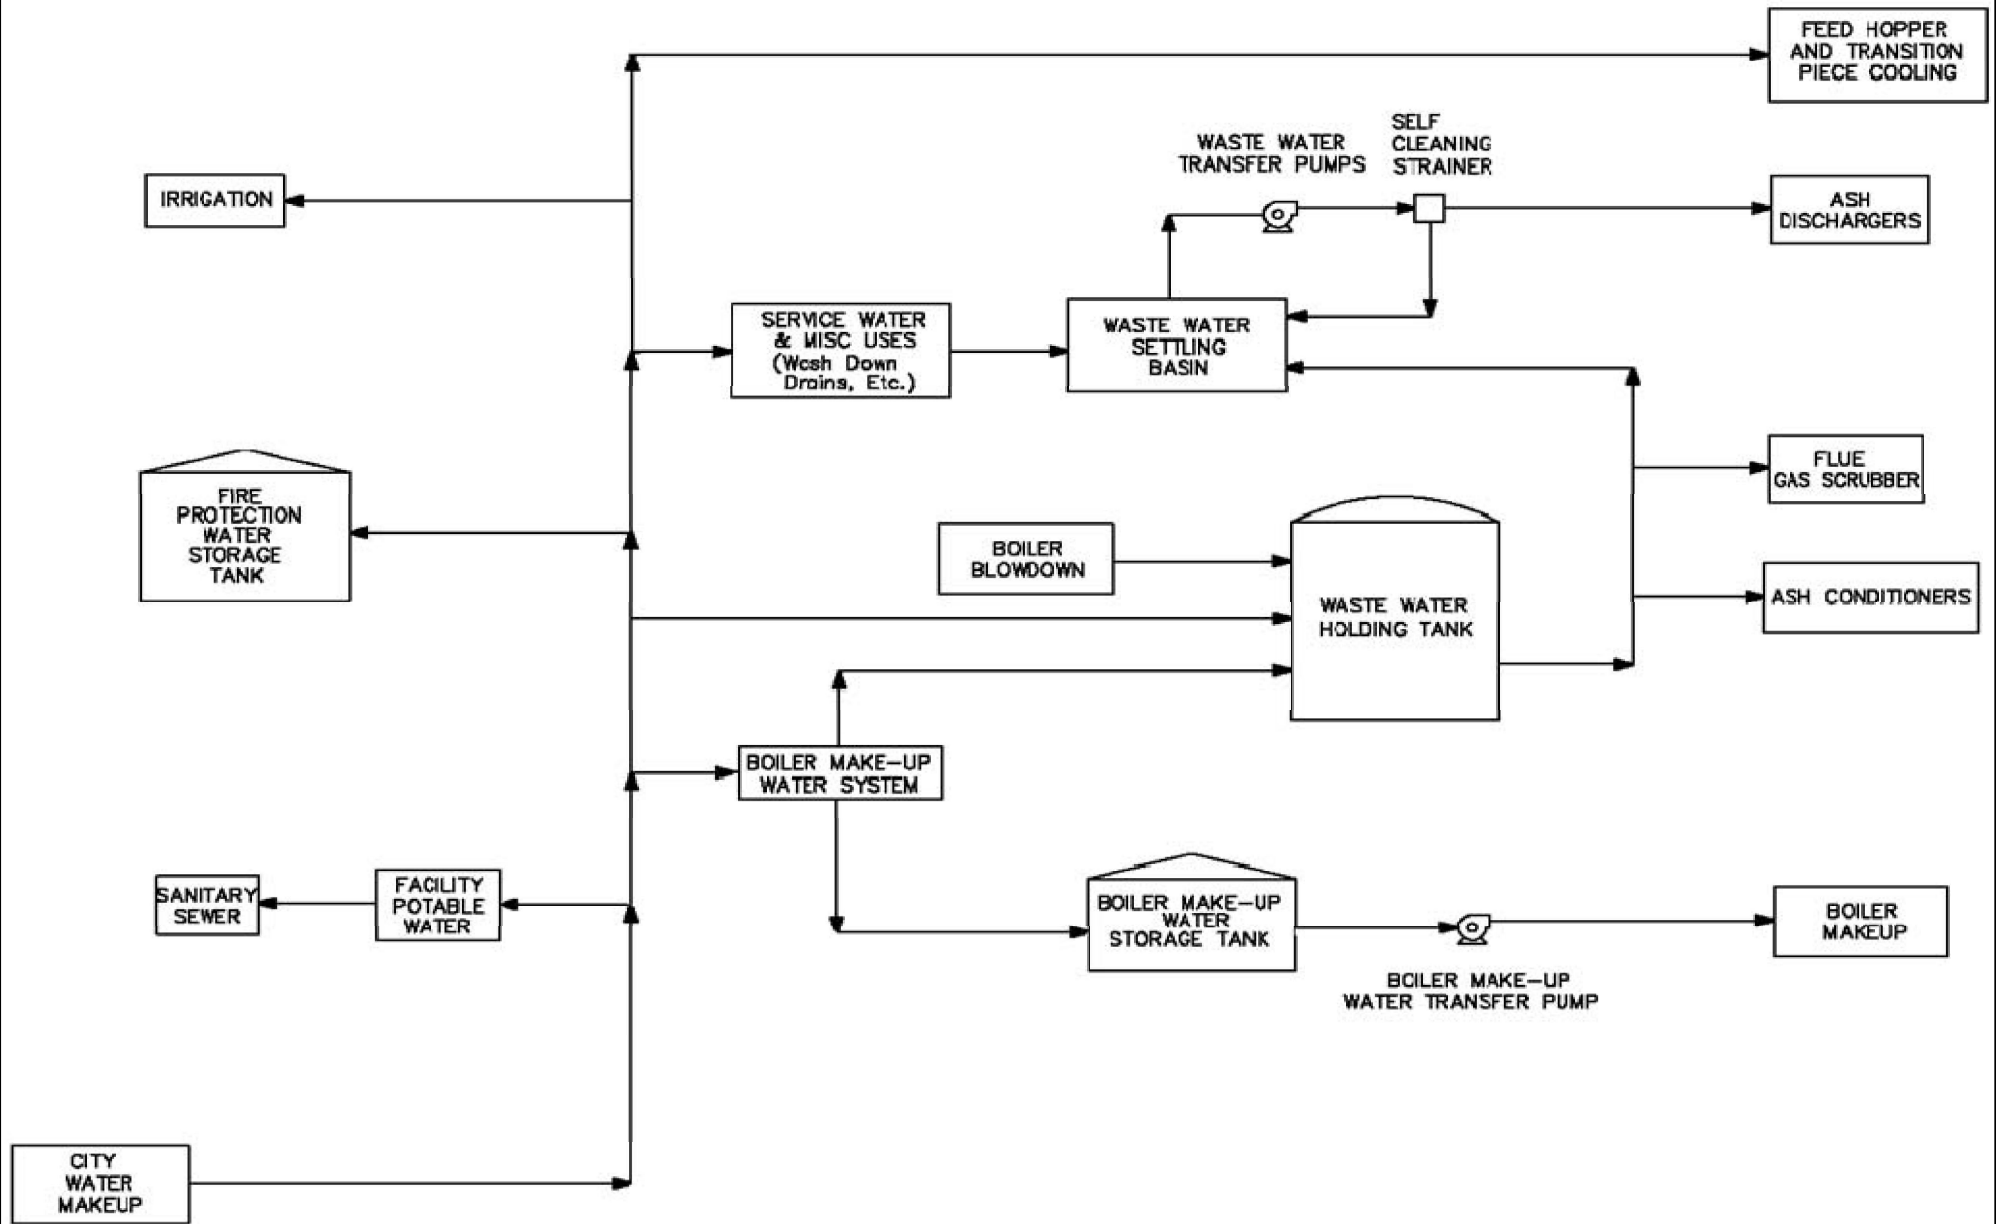 FEED HOPPER
AND TRANSITION
PIECE COOLING
WASTE WATER
TRANSFER PUMPS
SELF
CLEANING
STRAINER
IRRIGATION
ASH
DISCHARGERS
SERVICE WATER
& MISC USES
(Wash Down
Drains, Etc.)
WASTE WATER
SETTLING
BASIN
FIRE
PROTECTION
WATER
STORAGE
TANK
FLUE
GAS SCRUBBER
BOILER
BLOWDOWN
WASTE WATER
HOLDING TANK
ASH CONDITIONERS
BOILER MAKE-UP
WATER SYSTEM
SANITARY
SEWER
FACILITY
POTABLE
WATER
BOILER MAKE-UP
WATER
STORAGE TANK
BOILER
MAKEUP
BOILER MAKE-UP
WATER TRANSFER PUMP
CITY
WATER
MAKEUP